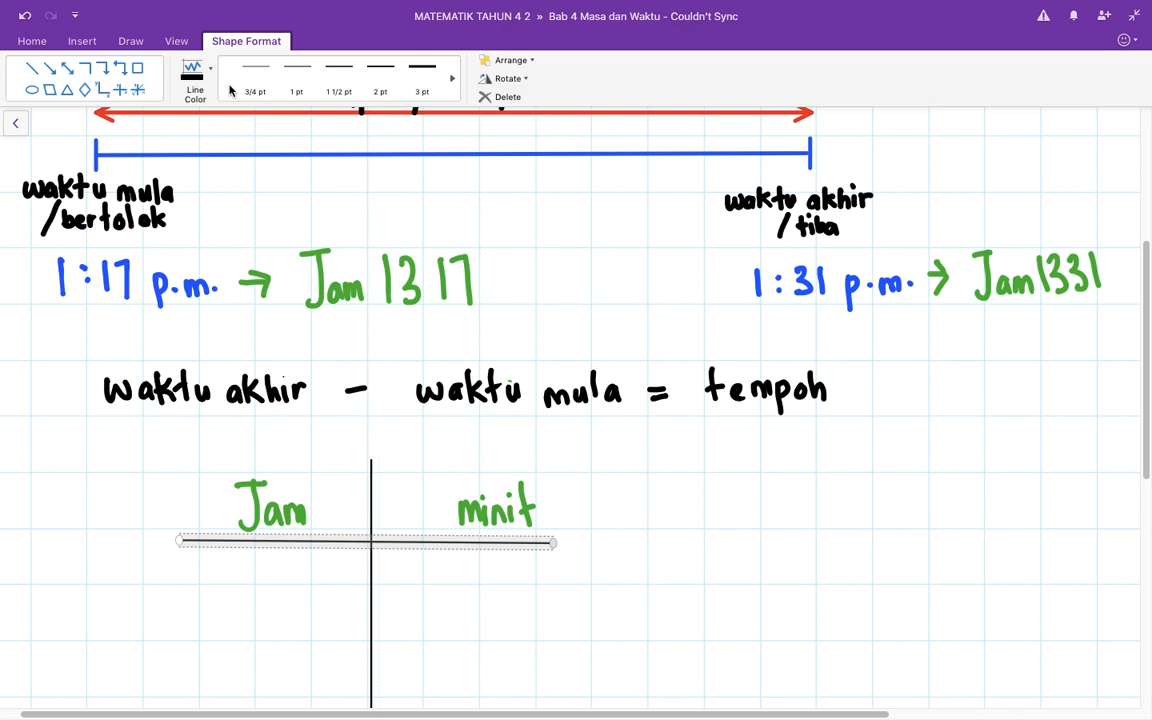 MATEMATIK TAHUN 4 2 » Bab 4 Masa dan Waktu - Couldn't Sync
Home Insert Draw View Shape Format
Line Color
3/4 pt 1 pt 1 1/2 pt 2 pt 3 pt
Arrange
Rotate
Delete
waktu mula
/bertolak
waktu akhir
/tiba
1:17 p.m. → Jam 1317
1:31 p.m. → Jam 1331
waktu akhir - waktu mula = tempoh
Jam minit